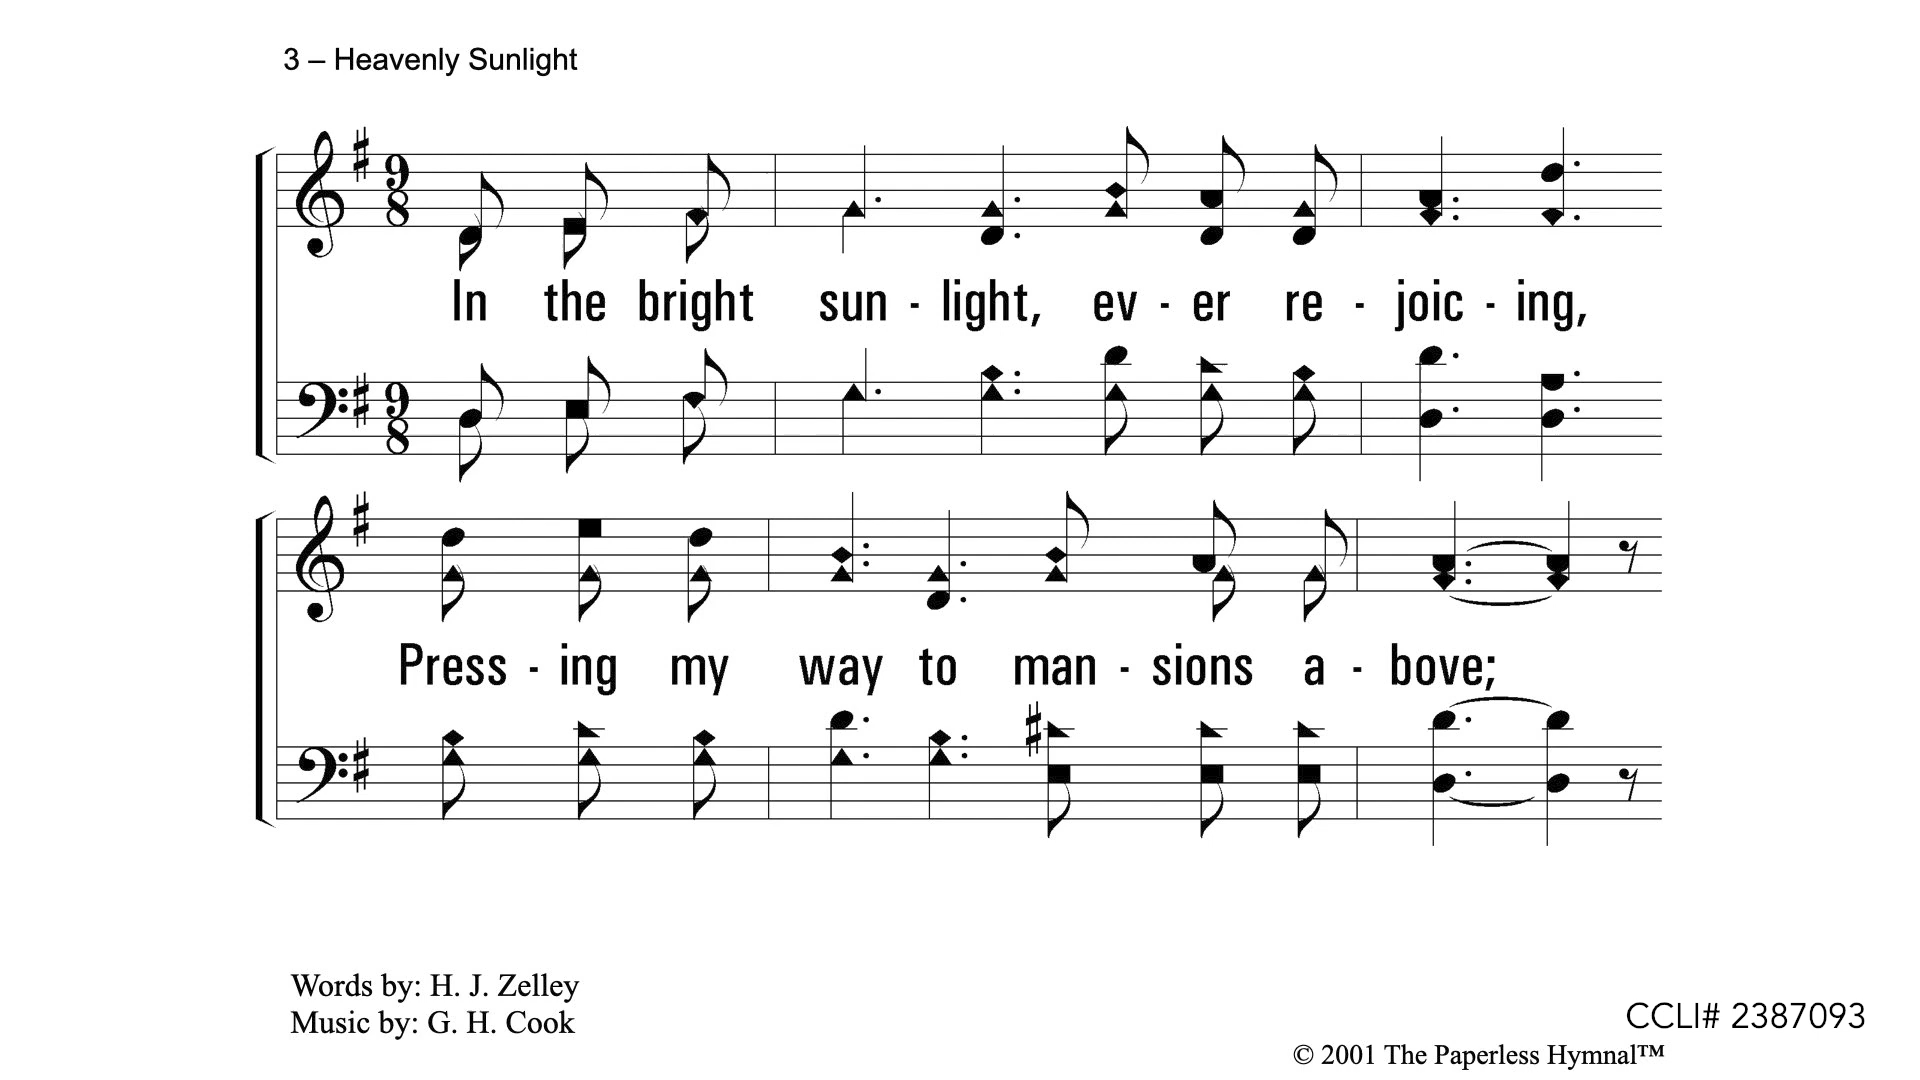 3 – Heavenly Sunlight
9
8
In the bright sun - light, ev - er re - joic - ing,
9
8
Press - ing my way to man - sions a - bove;
Words by: H. J. Zelley
Music by: G. H. Cook
CCLI# 2387093
© 2001 The Paperless Hymnal™